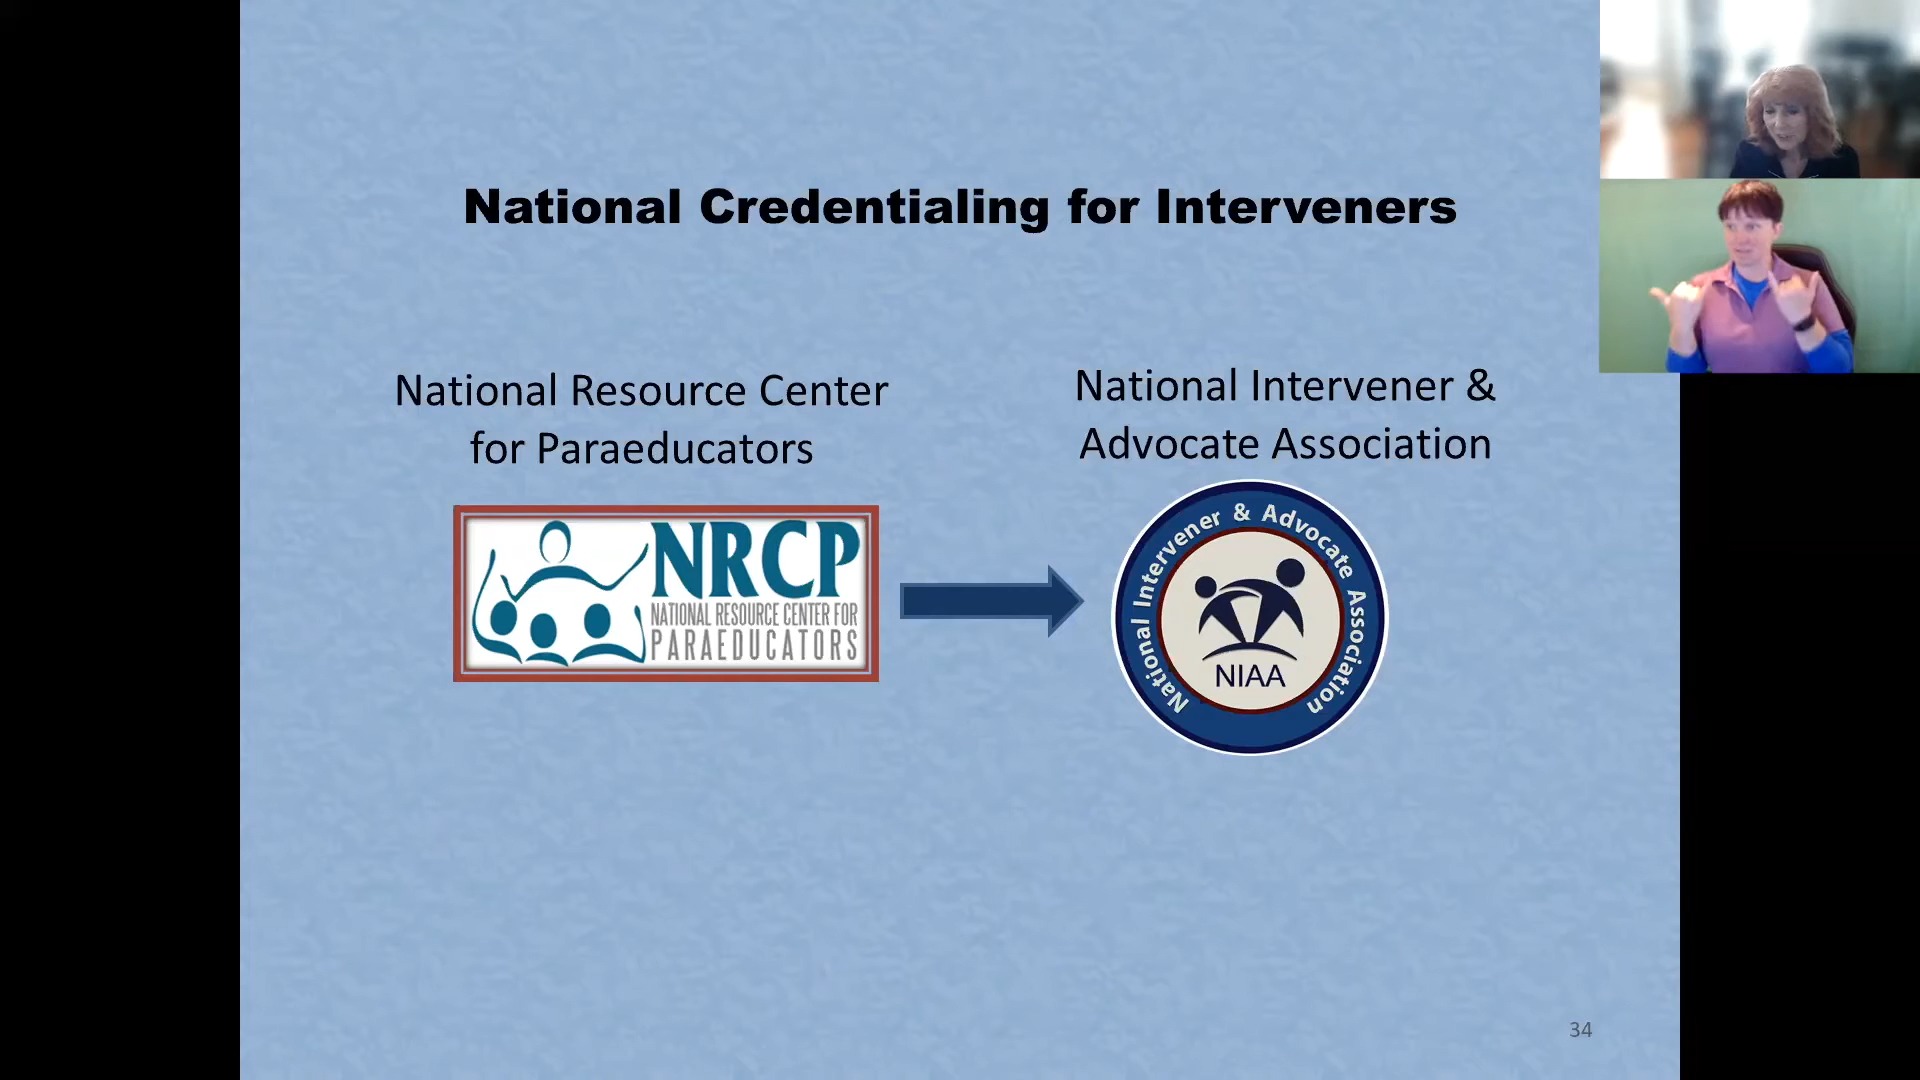 National Credentialing for Interveners
National Resource Center
for Paraeducators
National Intervener &
Advocate Association
NRCP
NATIONAL RESOURCE CENTER FOR
PARAEDUCATORS
National Intervener & Advocate Association
NIAA
34